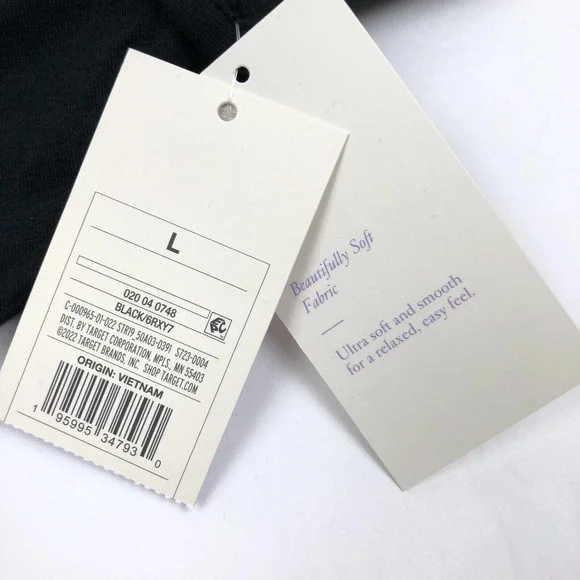 L
020 04 0748
BLACK/6RXY7
C-000965-01-022 STR19_50A03-0391 ST23-0004
DIST. BY TARGET CORPORATION, MPLS, MN 55403
©2022 TARGET BRANDS, INC. SHOP TARGET.COM
ORIGIN: VIETNAM
1 95995 34793 0
Beautifully Soft
Fabric
Ultra soft and smooth
for a relaxed, easy feel.